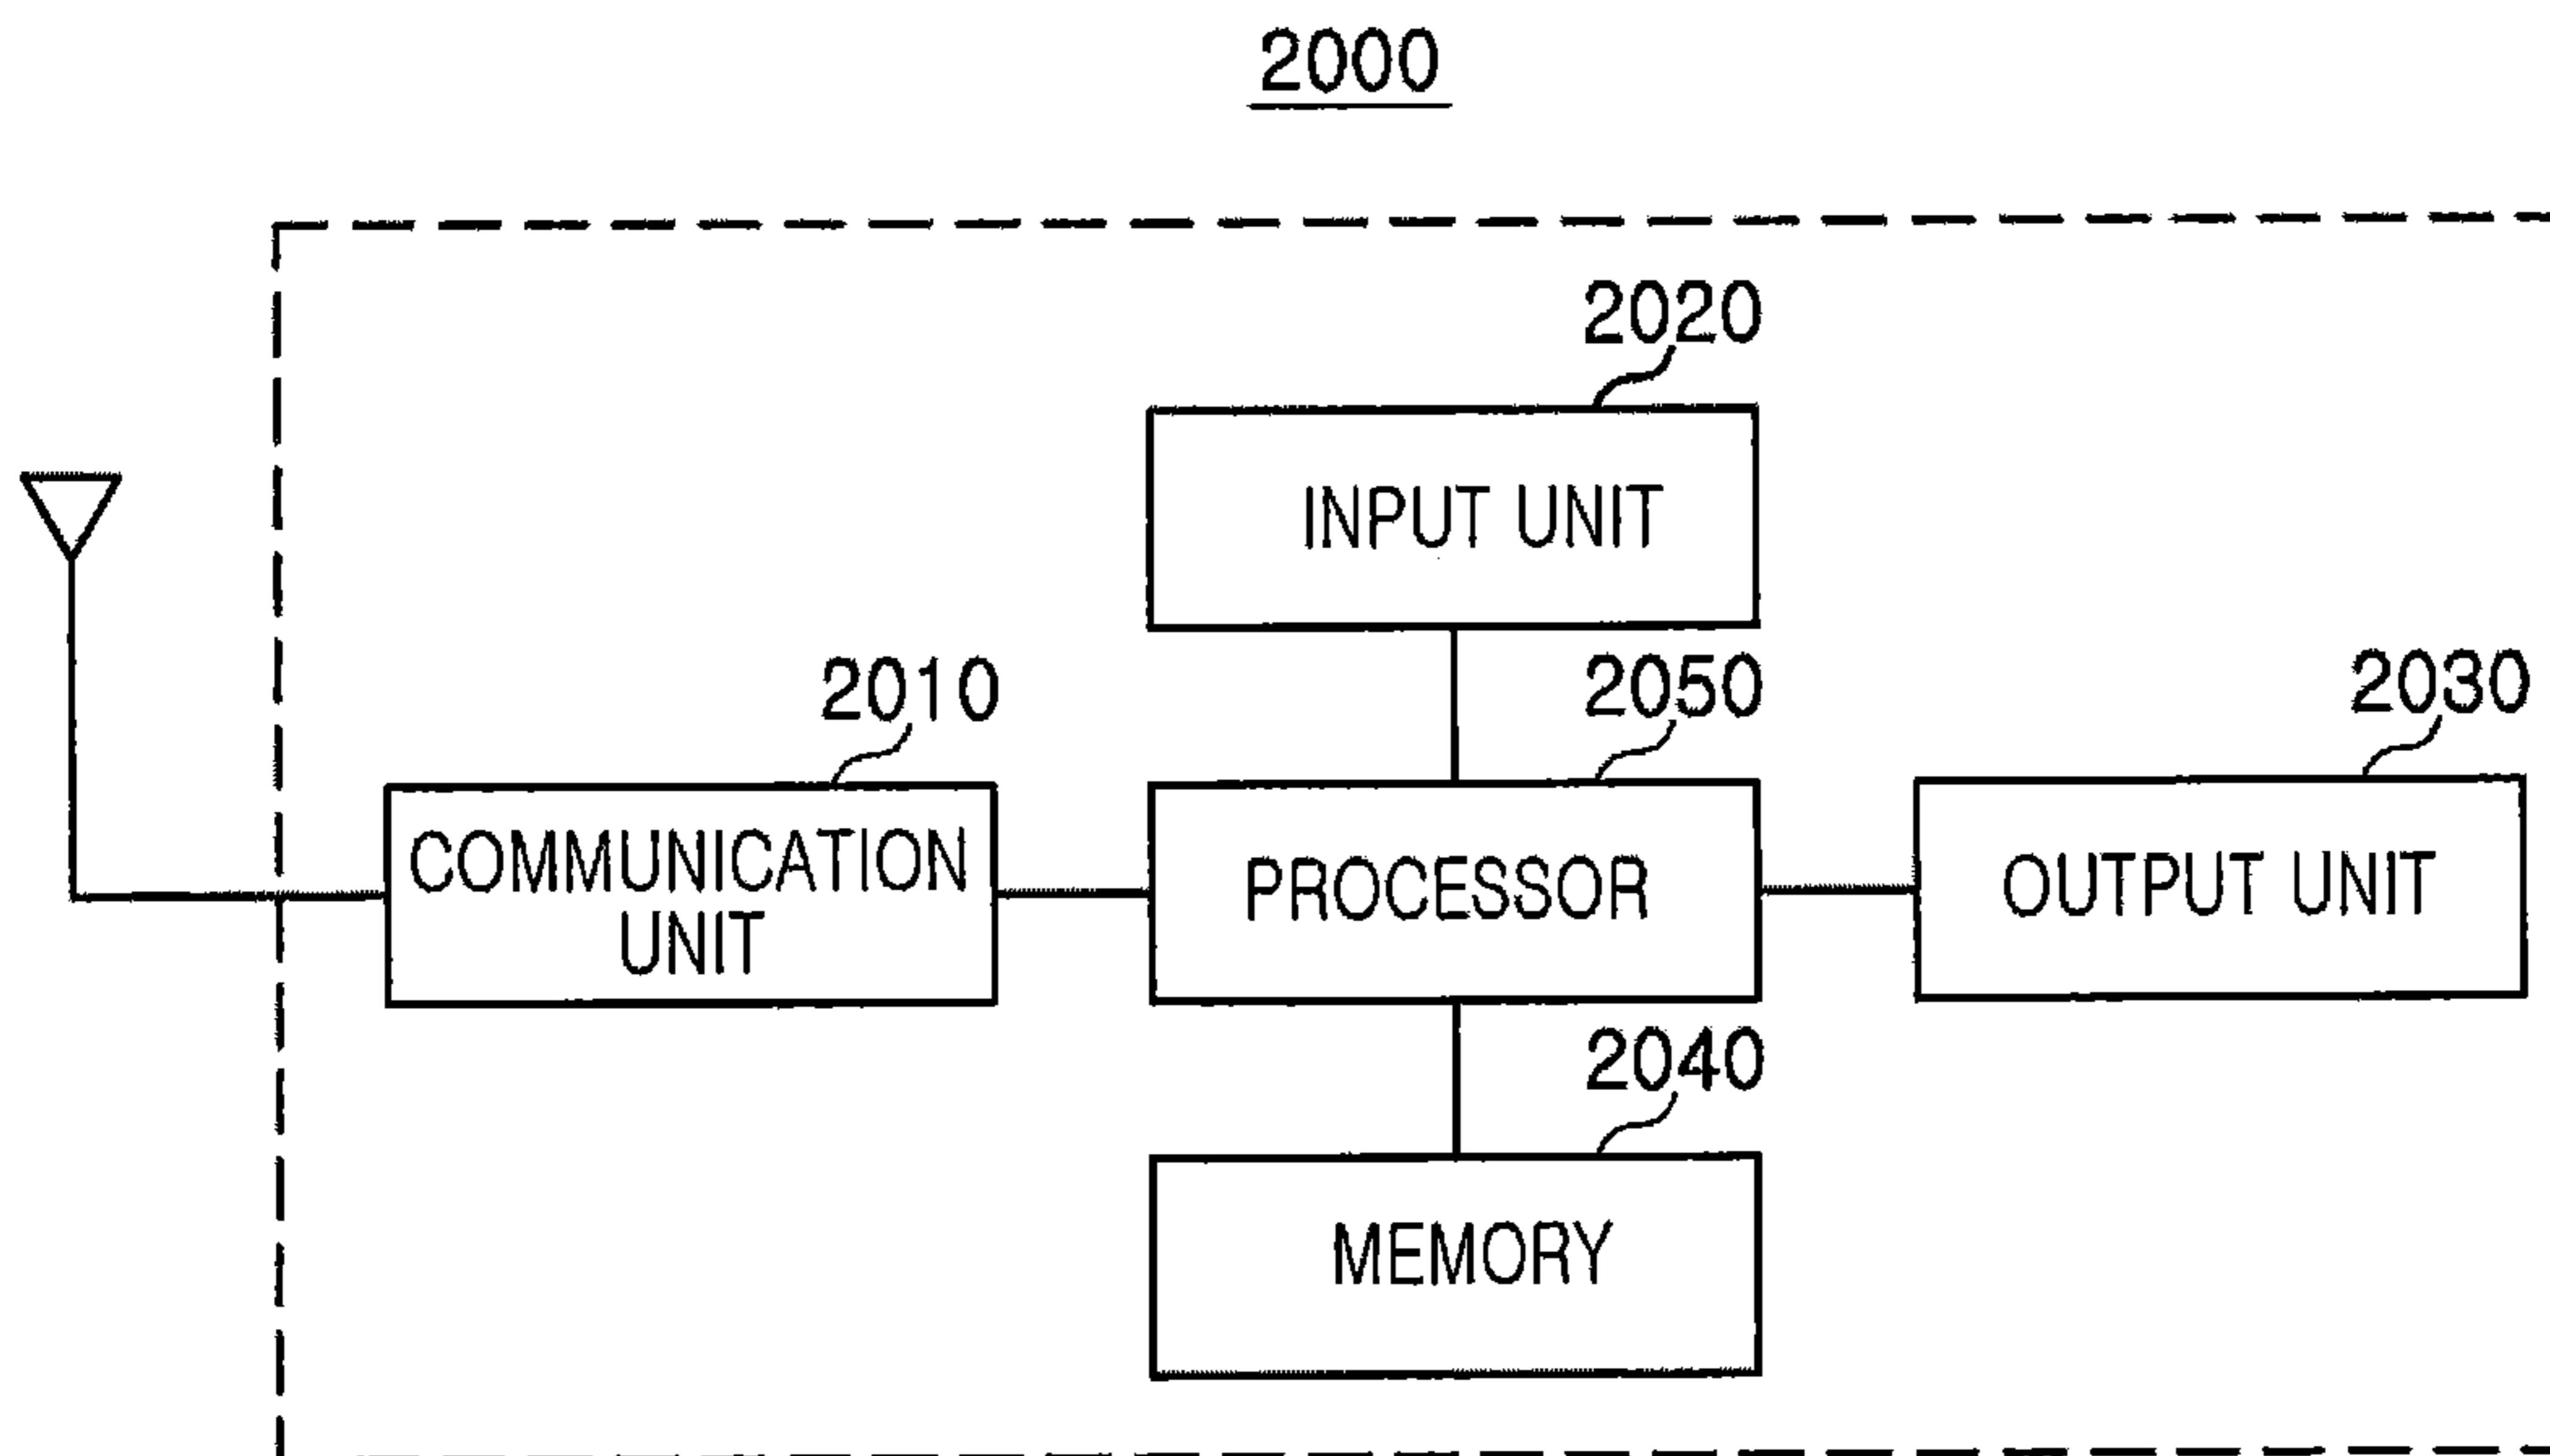 2000
2020
INPUT UNIT
2010
2050
2030
COMMUNICATION
UNIT
PROCESSOR
OUTPUT UNIT
2040
MEMORY